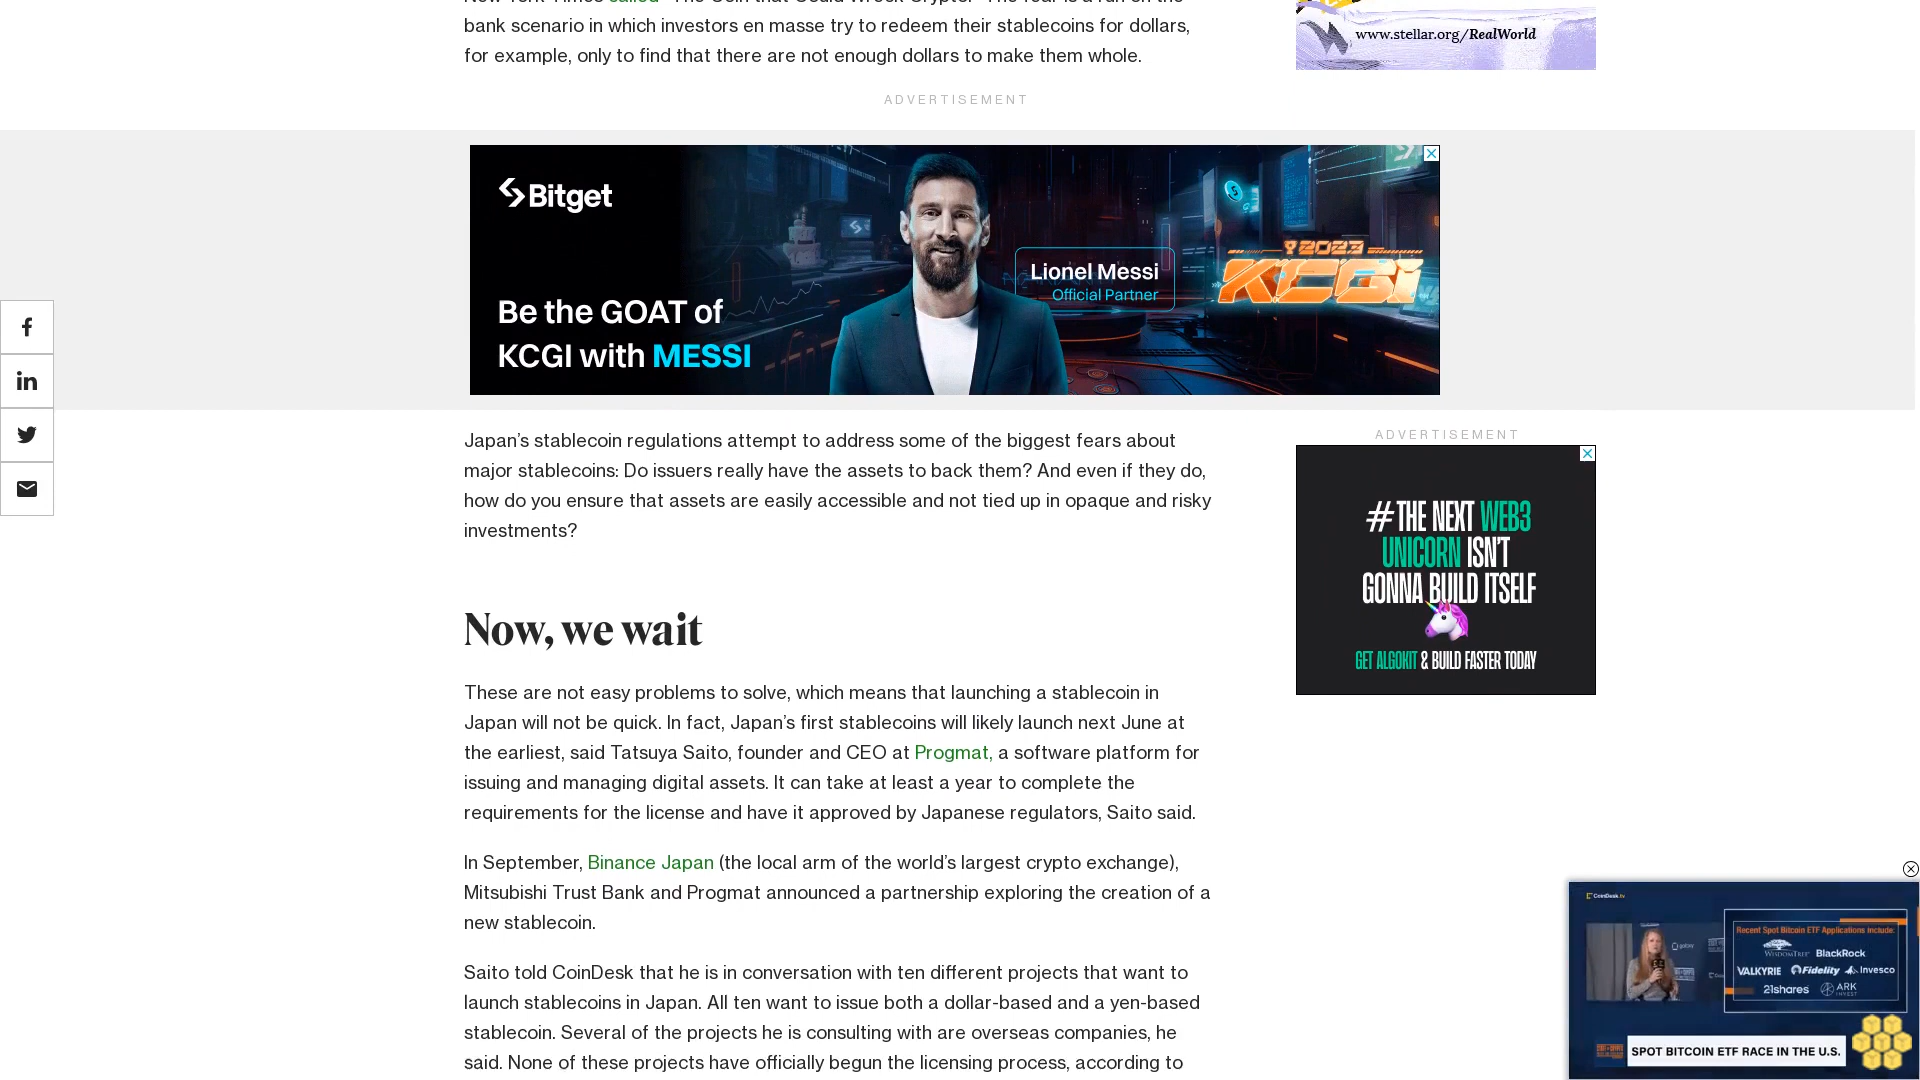 bank scenario in which investors en masse try to redeem their stablecoins for dollars,
for example, only to find that there are not enough dollars to make them whole.
www.stellar.org/RealWorld
ADVERTISEMENT
Bitget
Be the GOAT of
KCGI with MESSI
Lionel Messi
Official Partner
2023
KCGI
Japan’s stablecoin regulations attempt to address some of the biggest fears about
major stablecoins: Do issuers really have the assets to back them? And even if they do,
how do you ensure that assets are easily accessible and not tied up in opaque and risky
investments?
ADVERTISEMENT
#THE NEXT WEB3
UNICORN ISN'T
GONNA BUILD ITSELF
GET ALGOKIT & BUILD FASTER TODAY
Now, we wait
These are not easy problems to solve, which means that launching a stablecoin in
Japan will not be quick. In fact, Japan’s first stablecoins will likely launch next June at
the earliest, said Tatsuya Saito, founder and CEO at Progmat, a software platform for
issuing and managing digital assets. It can take at least a year to complete the
requirements for the license and have it approved by Japanese regulators, Saito said.
In September, Binance Japan (the local arm of the world’s largest crypto exchange),
Mitsubishi Trust Bank and Progmat announced a partnership exploring the creation of a
new stablecoin.
Saito told CoinDesk that he is in conversation with ten different projects that want to
launch stablecoins in Japan. All ten want to issue both a dollar-based and a yen-based
stablecoin. Several of the projects he is consulting with are overseas companies, he
said. None of these projects have officially begun the licensing process, according to
CoinDesk.tv
Recent Spot Bitcoin ETF Applications Include:
WISDOMTREE BlackRock
VALKYRIE Fidelity Invesco
21shares ARK INVEST
galaxy
SPOT BITCOIN ETF RACE IN THE U.S.